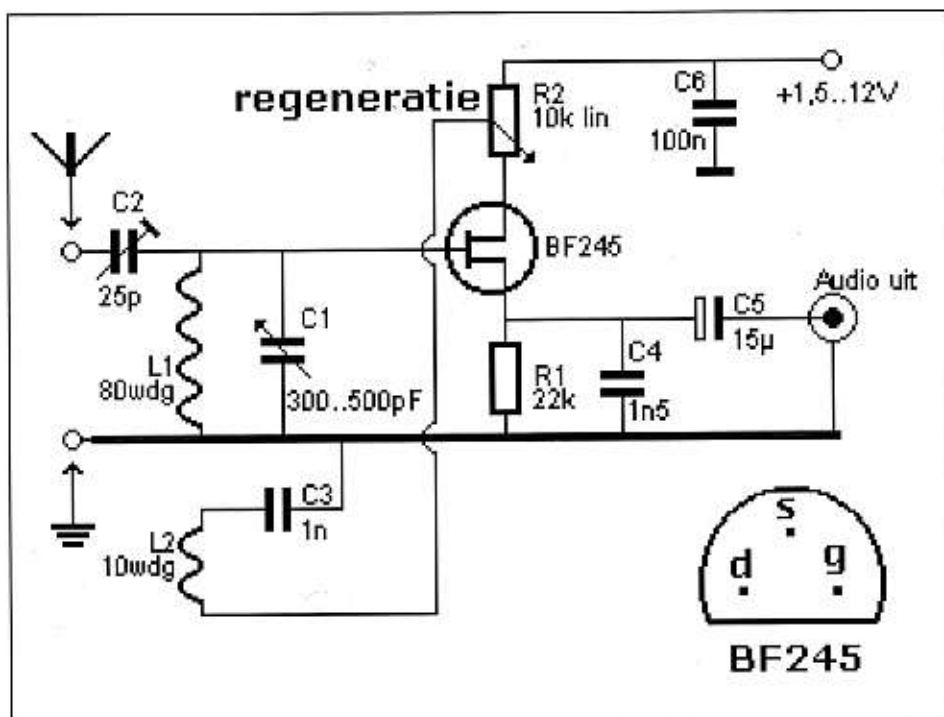 regeneratie
R2
10k lin
C6
100n
+1,5..12V
C2
25p
BF245
Audio uit
C5
15µ
L1
80wdg
C1
300..500pF
R1
22k
C4
1n5
C3
1n
L2
10wdg
s
d
g
BF245